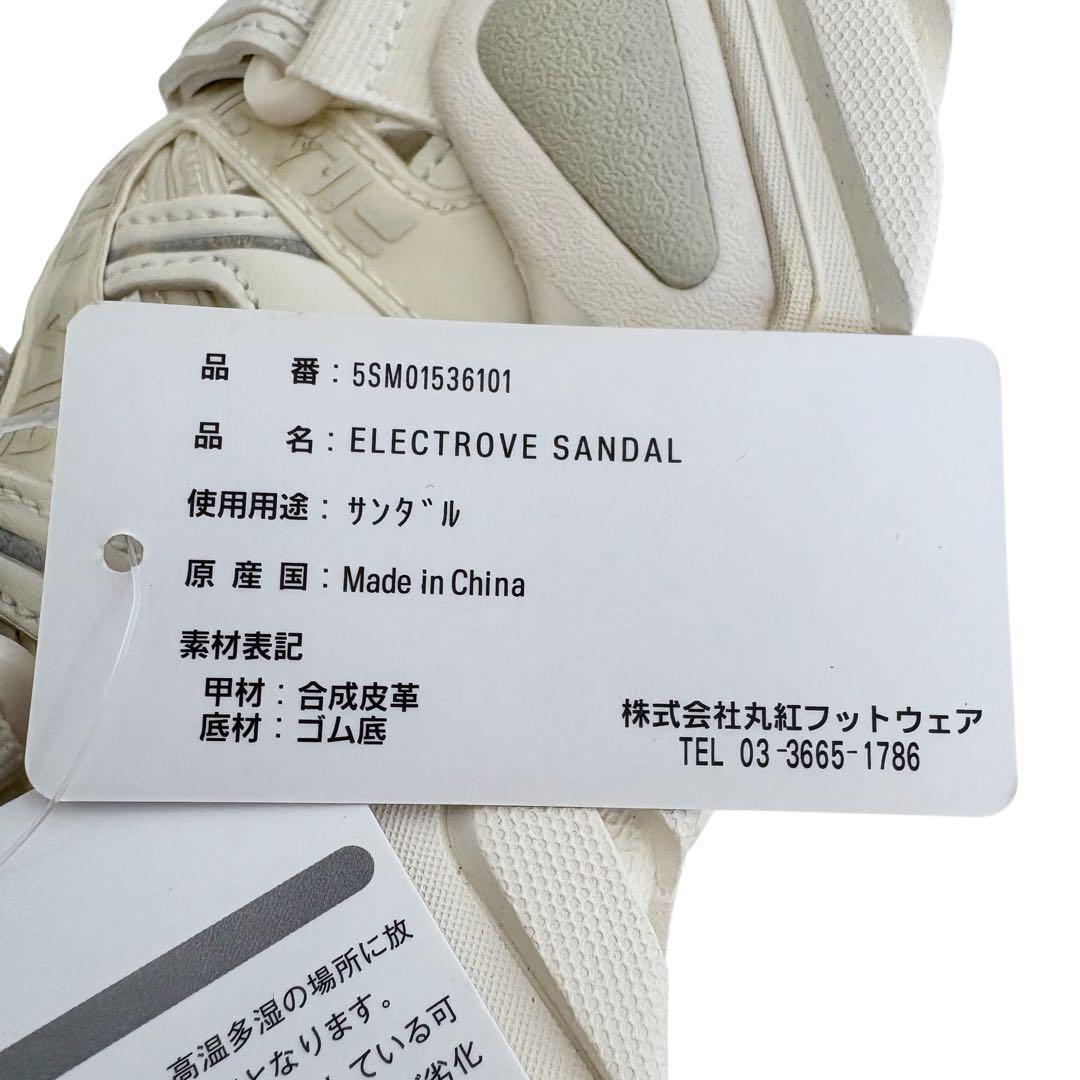 品 番：5SM01536101
品 名：ELECTROVE SANDAL
使用用途：ｻﾝﾀﾞﾙ
原 産 国：Made in China
素材表記
甲材：合成皮革
底材：ゴム底
株式会社丸紅フットウェア
TEL 03-3665-1786
高温多湿の場所に放
となります。
している可
劣化